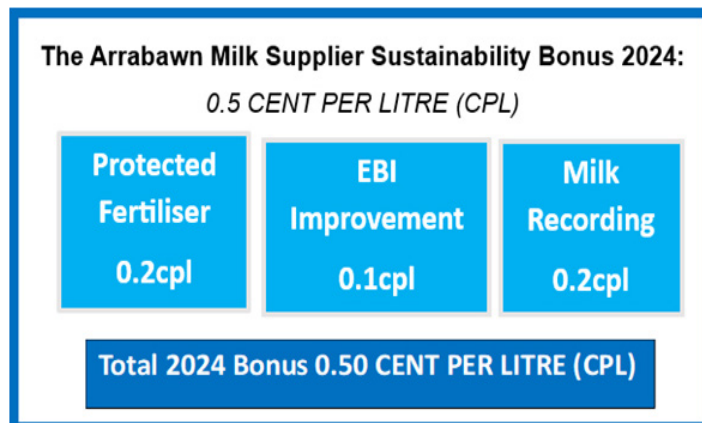 The Arrabawn Milk Supplier Sustainability Bonus 2024:
0.5 CENT PER LITRE (CPL)
Protected
Fertiliser
0.2cpl
EBI
Improvement
0.1cpl
Milk
Recording
0.2cpl
Total 2024 Bonus 0.50 CENT PER LITRE (CPL)